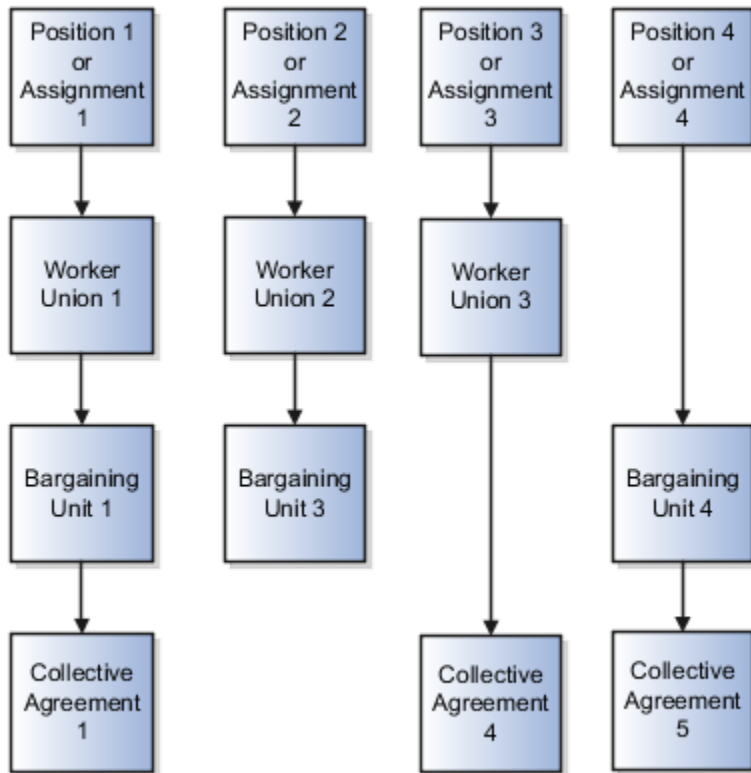 Position 1
or
Assignment
1
Position 2
or
Assignment
2
Position 3
or
Assignment
3
Position 4
or
Assignment
4
Worker
Union 1
Worker
Union 2
Worker
Union 3
Bargaining
Unit 1
Bargaining
Unit 3
Bargaining
Unit 4
Collective
Agreement
1
Collective
Agreement
4
Collective
Agreement
5